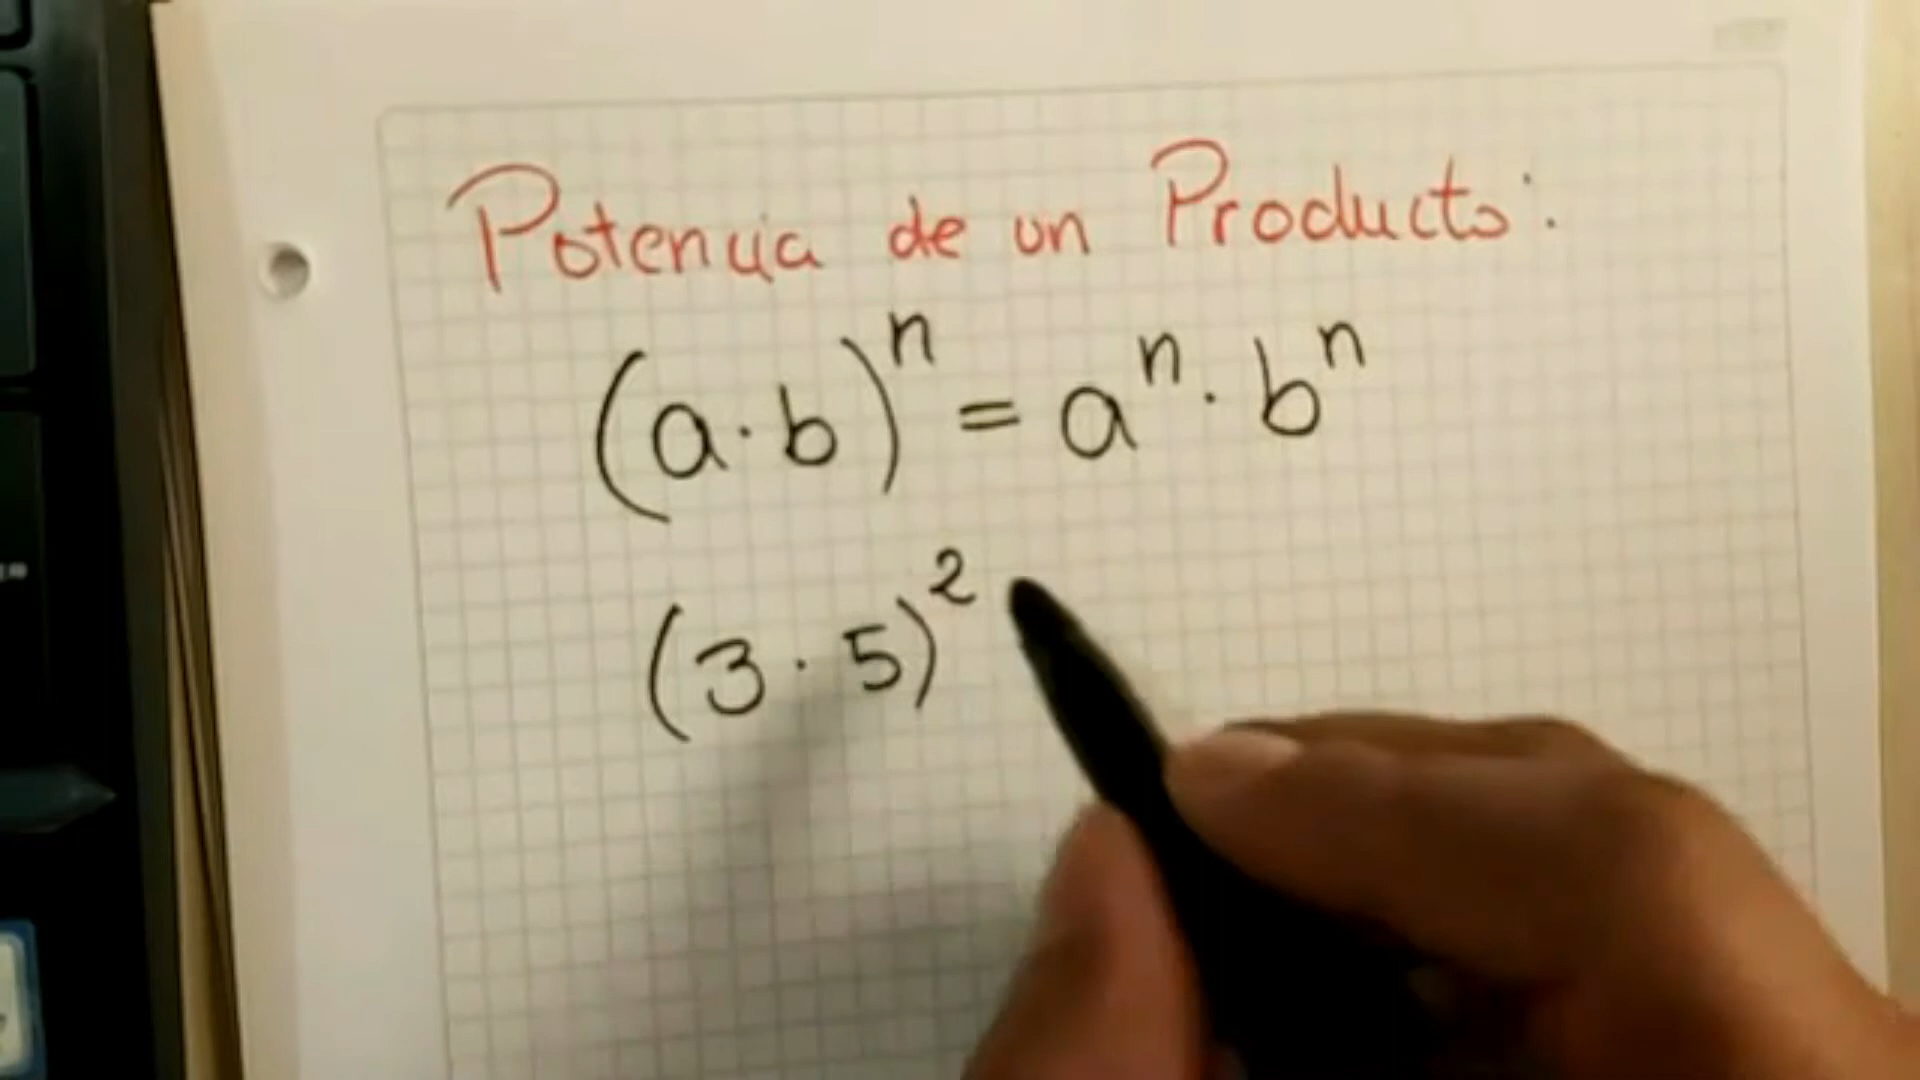 Potencia de un Producto:
(a·b)ⁿ = aⁿ·bⁿ
(3·5)²